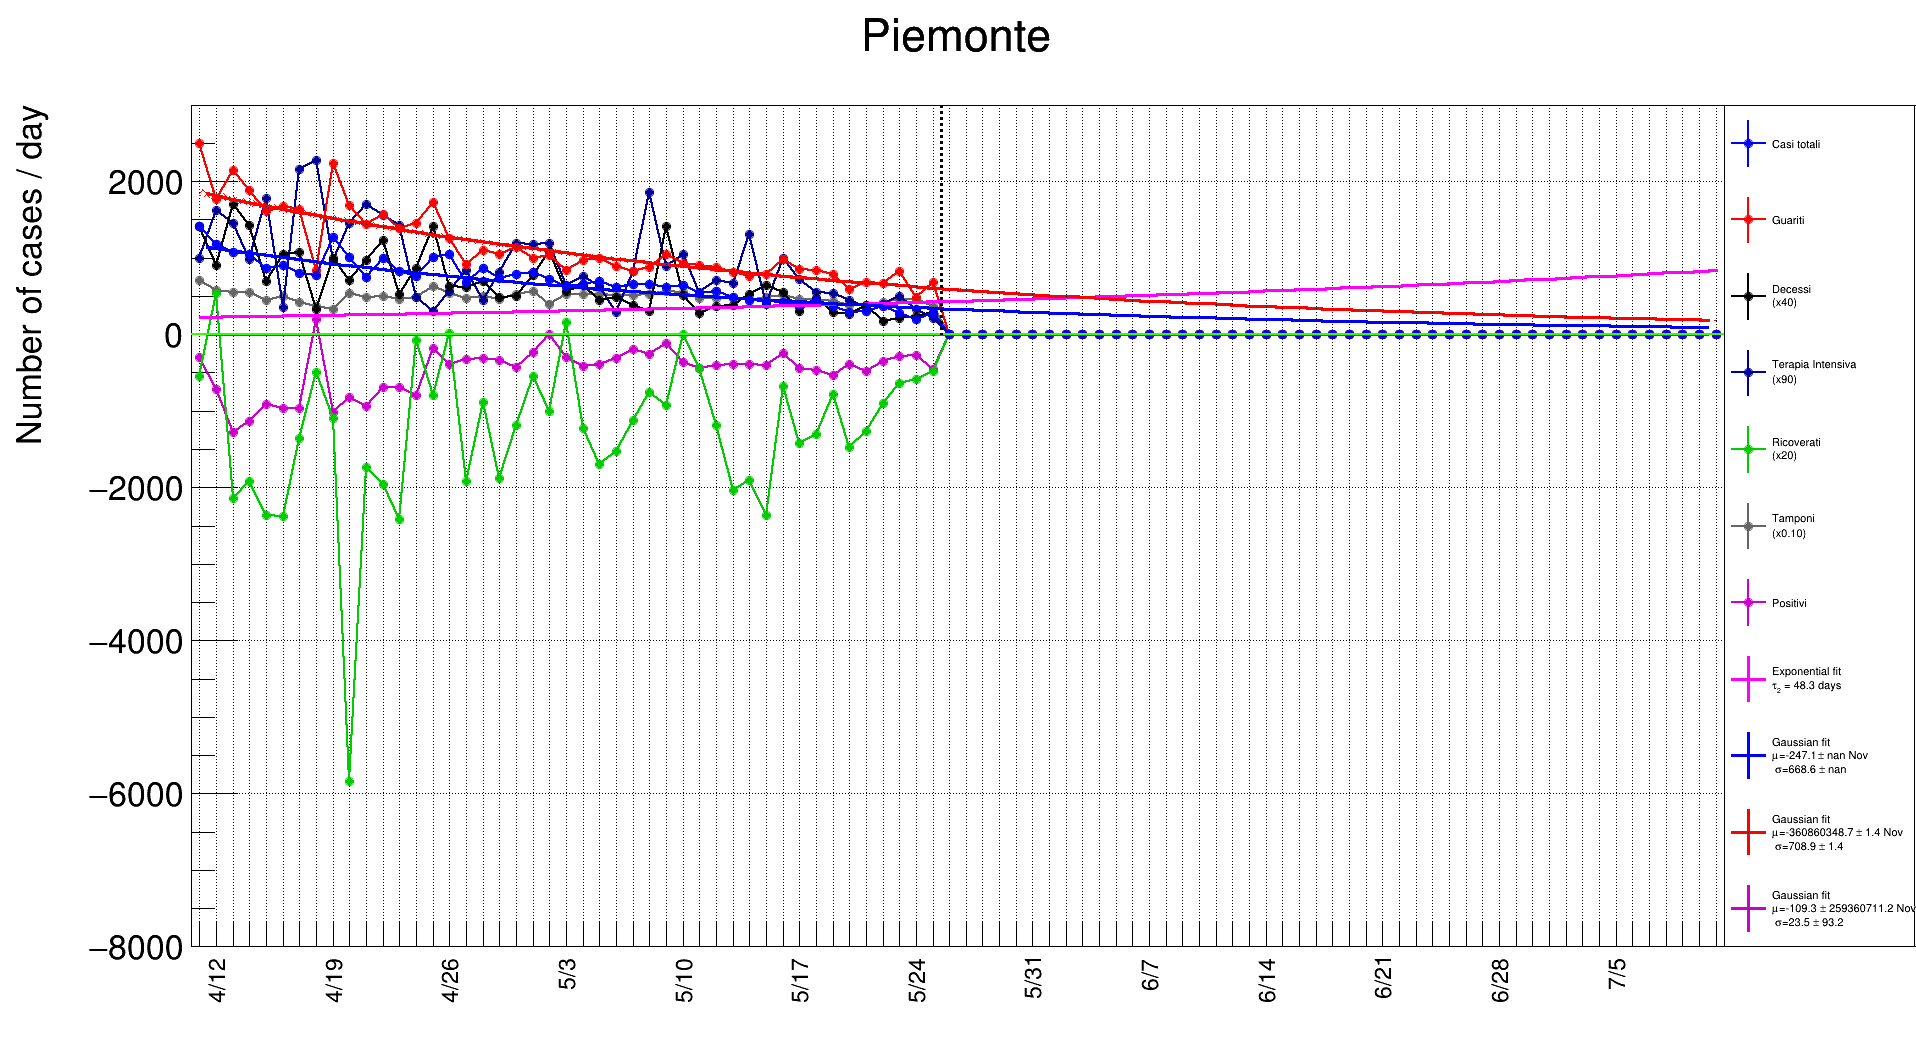 Piemonte
Number of cases / day
2000
0
−2000
−4000
−6000
−8000
4/12
4/19
4/26
5/3
5/10
5/17
5/24
5/31
6/7
6/14
6/21
6/28
7/5
Casi totali
Guariti
Decessi
(x40)
Terapia Intensiva
(x90)
Ricoverati
(x20)
Tamponi
(x0.10)
Positivi
Exponential fit
τ₂ = 48.3 days
Gaussian fit
μ=-247.1 ± nan Nov
σ=668.6 ± nan
Gaussian fit
μ=-360860348.7 ± 1.4 Nov
σ=708.9 ± 1.4
Gaussian fit
μ=-109.3 ± 259360711.2 Nov
σ=23.5 ± 93.2